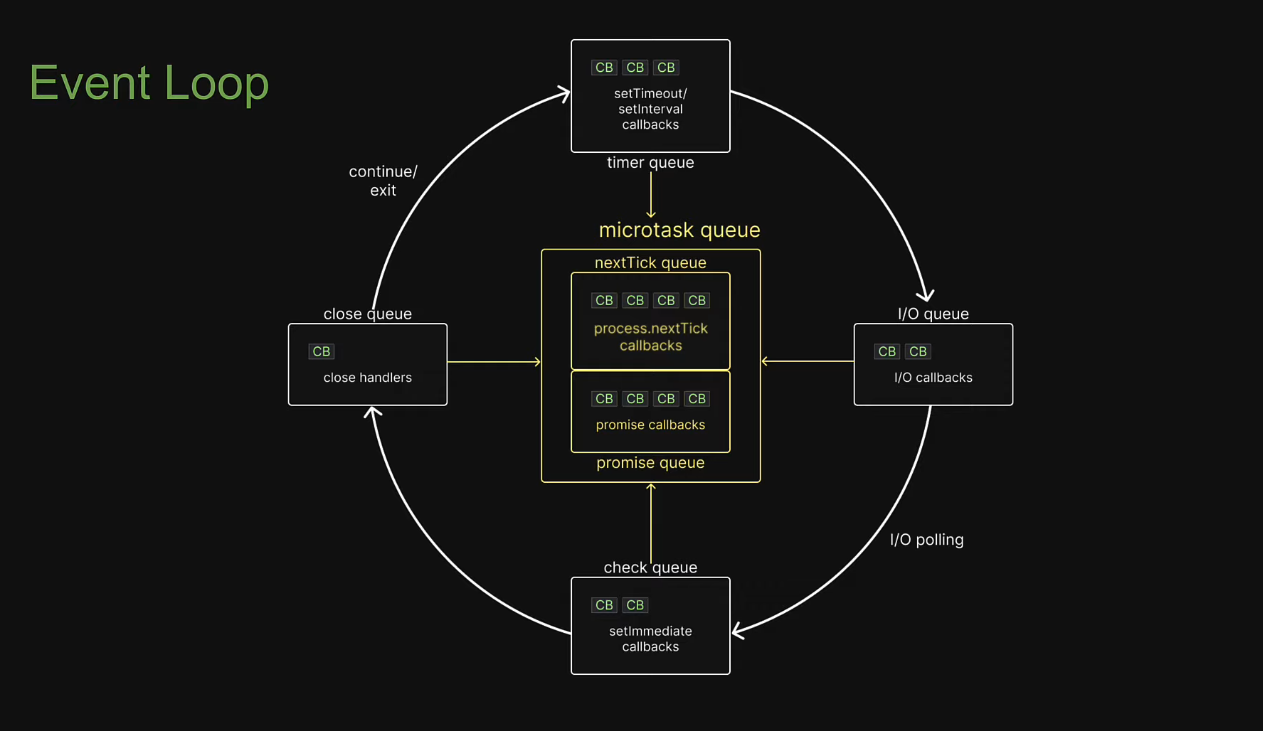 Event Loop
CB CB CB
setTimeout/
setInterval
callbacks
timer queue
continue/
exit
microtask queue
nextTick queue
CB CB CB CB
process.nextTick
callbacks
CB CB CB CB
promise callbacks
promise queue
close queue
CB
close handlers
I/O queue
CB CB
I/O callbacks
I/O polling
check queue
CB CB
setImmediate
callbacks